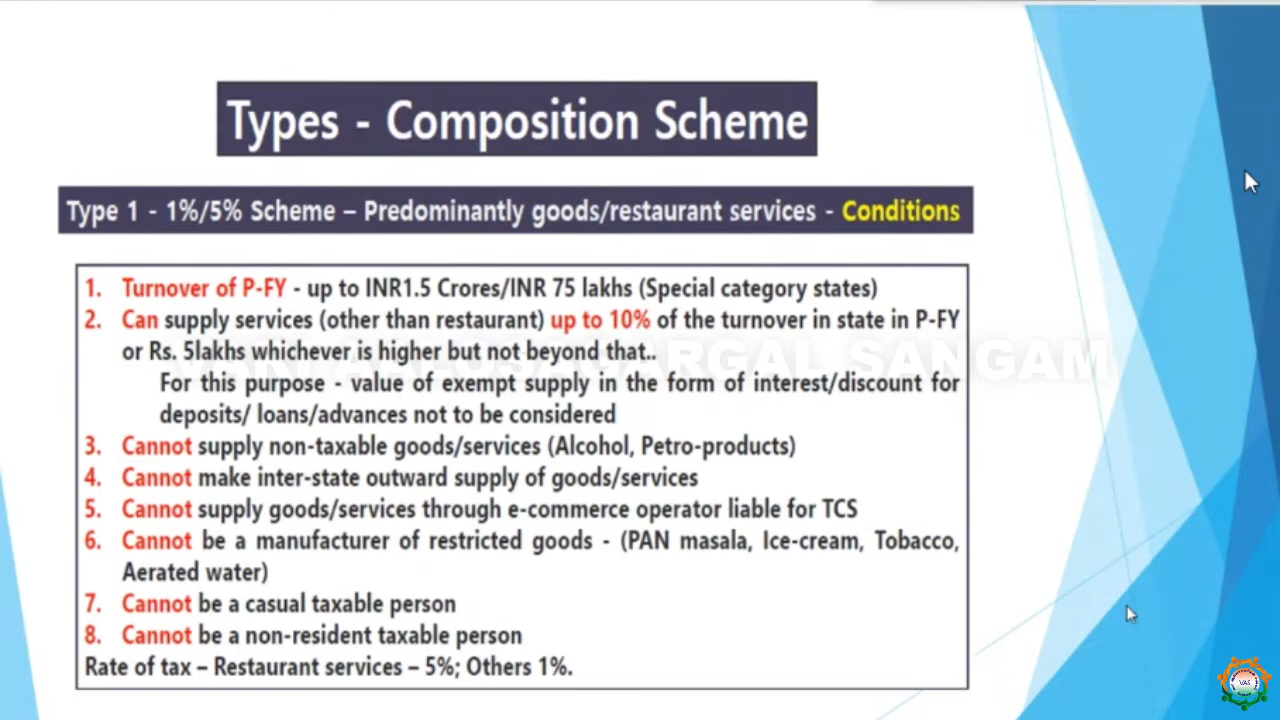 Types - Composition Scheme
Type 1 - 1%/5% Scheme – Predominantly goods/restaurant services - Conditions
1. Turnover of P-FY - up to INR1.5 Crores/INR 75 lakhs (Special category states)
2. Can supply services (other than restaurant) up to 10% of the turnover in state in P-FY
or Rs. 5lakhs whichever is higher but not beyond that..
For this purpose - value of exempt supply in the form of interest/discount for
deposits/ loans/advances not to be considered
3. Cannot supply non-taxable goods/services (Alcohol, Petro-products)
4. Cannot make inter-state outward supply of goods/services
5. Cannot supply goods/services through e-commerce operator liable for TCS
6. Cannot be a manufacturer of restricted goods - (PAN masala, Ice-cream, Tobacco,
Aerated water)
7. Cannot be a casual taxable person
8. Cannot be a non-resident taxable person
Rate of tax – Restaurant services – 5%; Others 1%.
SANGAM
VAS